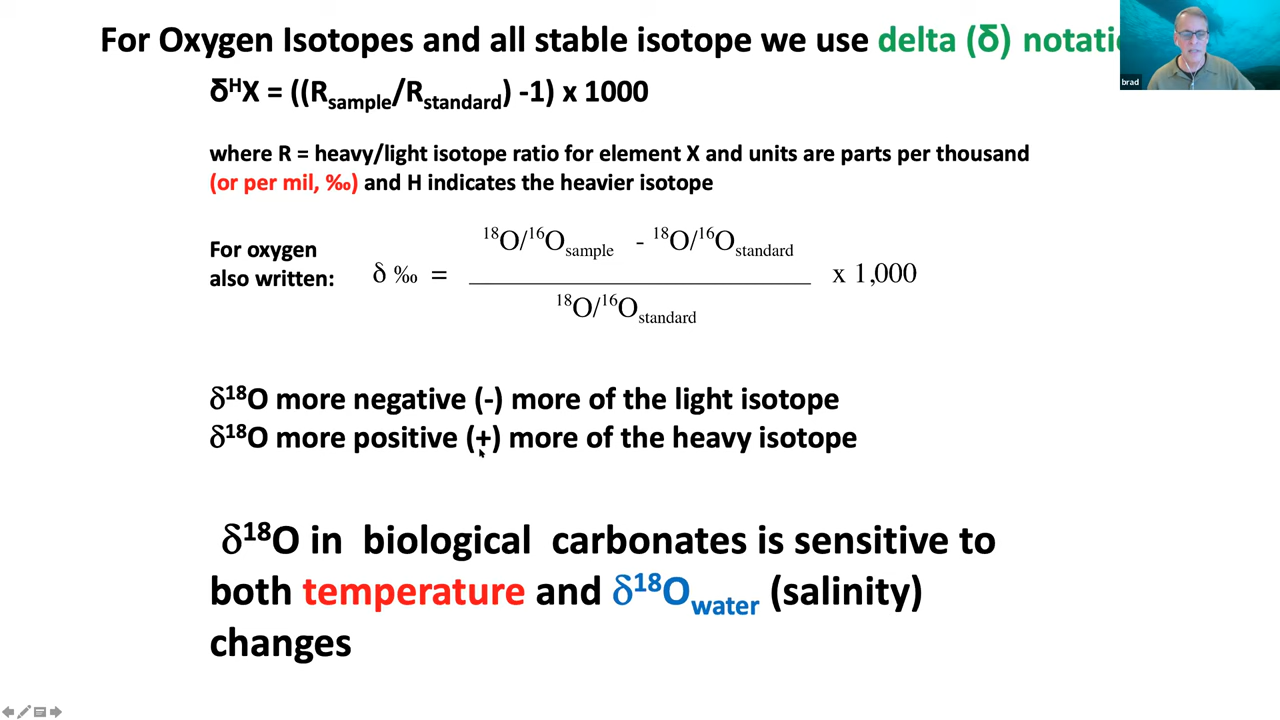 For Oxygen Isotopes and all stable isotope we use delta (δ)
brad
δᴴX = ((Rsample/Rstandard) -1) x 1000
where R = heavy/light isotope ratio for element X and units are parts per thousand
(or per mil, ‰) and H indicates the heavier isotope
For oxygen
also written:
δ ‰ =
¹⁸O/¹⁶Osample - ¹⁸O/¹⁶Ostandard
¹⁸O/¹⁶Ostandard
x 1,000
δ¹⁸O more negative (-) more of the light isotope
δ¹⁸O more positive (+) more of the heavy isotope
δ¹⁸O in biological carbonates is sensitive to
both temperature and δ¹⁸Owater (salinity)
changes